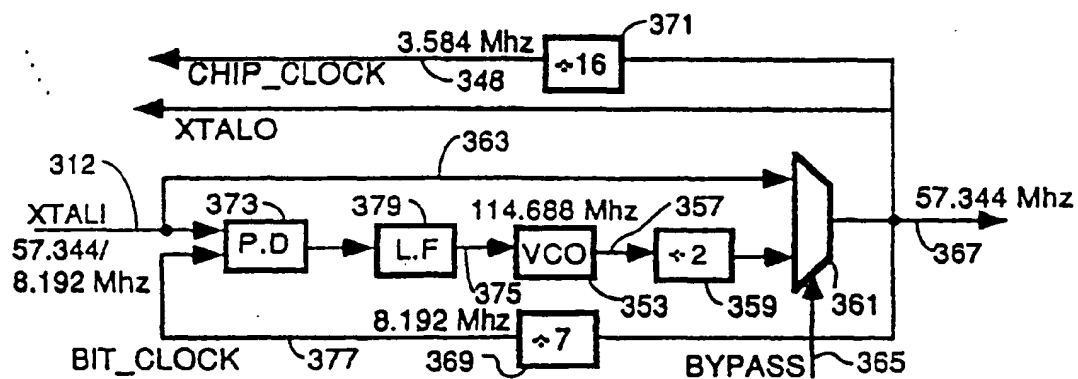 3.584 Mhz
371
÷16
CHIP_CLOCK
348
XTALO
312
363
XTALI
373
379
114.688 Mhz
357
57.344 Mhz
57.344/
8.192 Mhz
P.D
L.F
VCO
÷2
367
375
353
359
361
8.192 Mhz
÷7
BIT_CLOCK
377
369
BYPASS
365